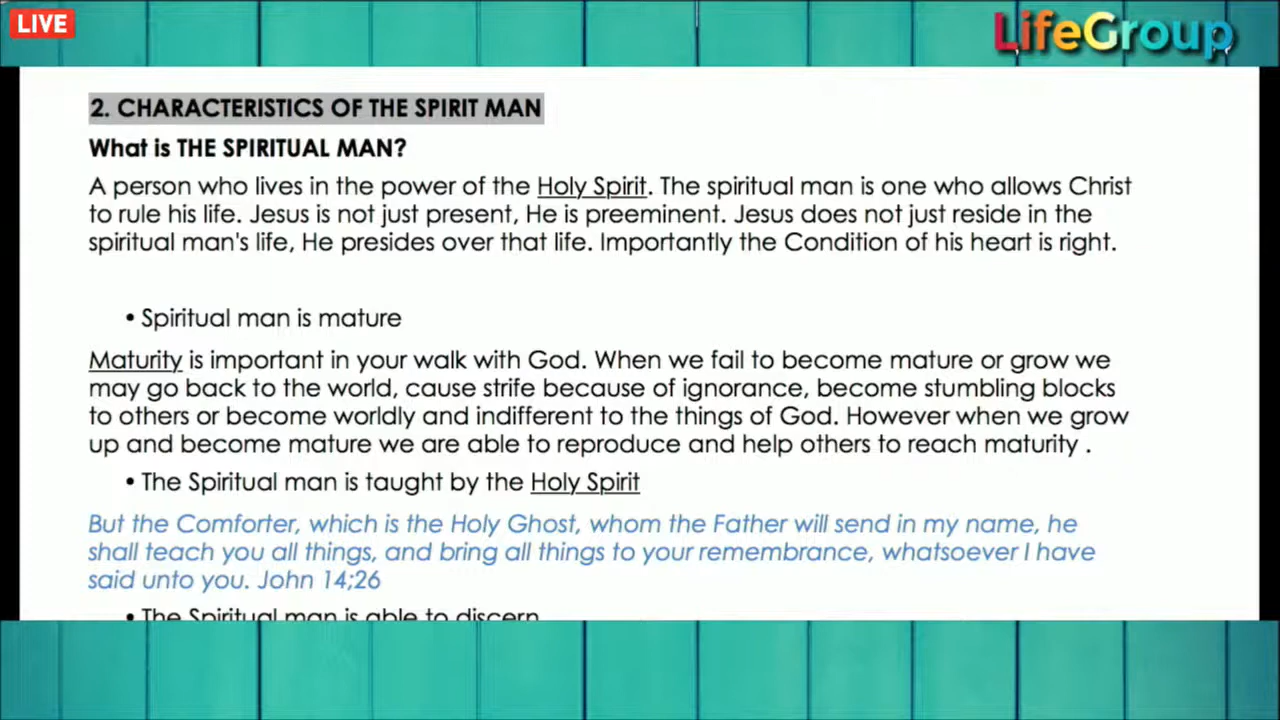 LIVE
LifeGroup
2. CHARACTERISTICS OF THE SPIRIT MAN
What is THE SPIRITUAL MAN?
A person who lives in the power of the Holy Spirit. The spiritual man is one who allows Christ
to rule his life. Jesus is not just present, He is preeminent. Jesus does not just reside in the
spiritual man's life, He presides over that life. Importantly the Condition of his heart is right.
• Spiritual man is mature
Maturity is important in your walk with God. When we fail to become mature or grow we
may go back to the world, cause strife because of ignorance, become stumbling blocks
to others or become worldly and indifferent to the things of God. However when we grow
up and become mature we are able to reproduce and help others to reach maturity .
• The Spiritual man is taught by the Holy Spirit
But the Comforter, which is the Holy Ghost, whom the Father will send in my name, he
shall teach you all things, and bring all things to your remembrance, whatsoever I have
said unto you. John 14;26
• The Spiritual man is able to discern